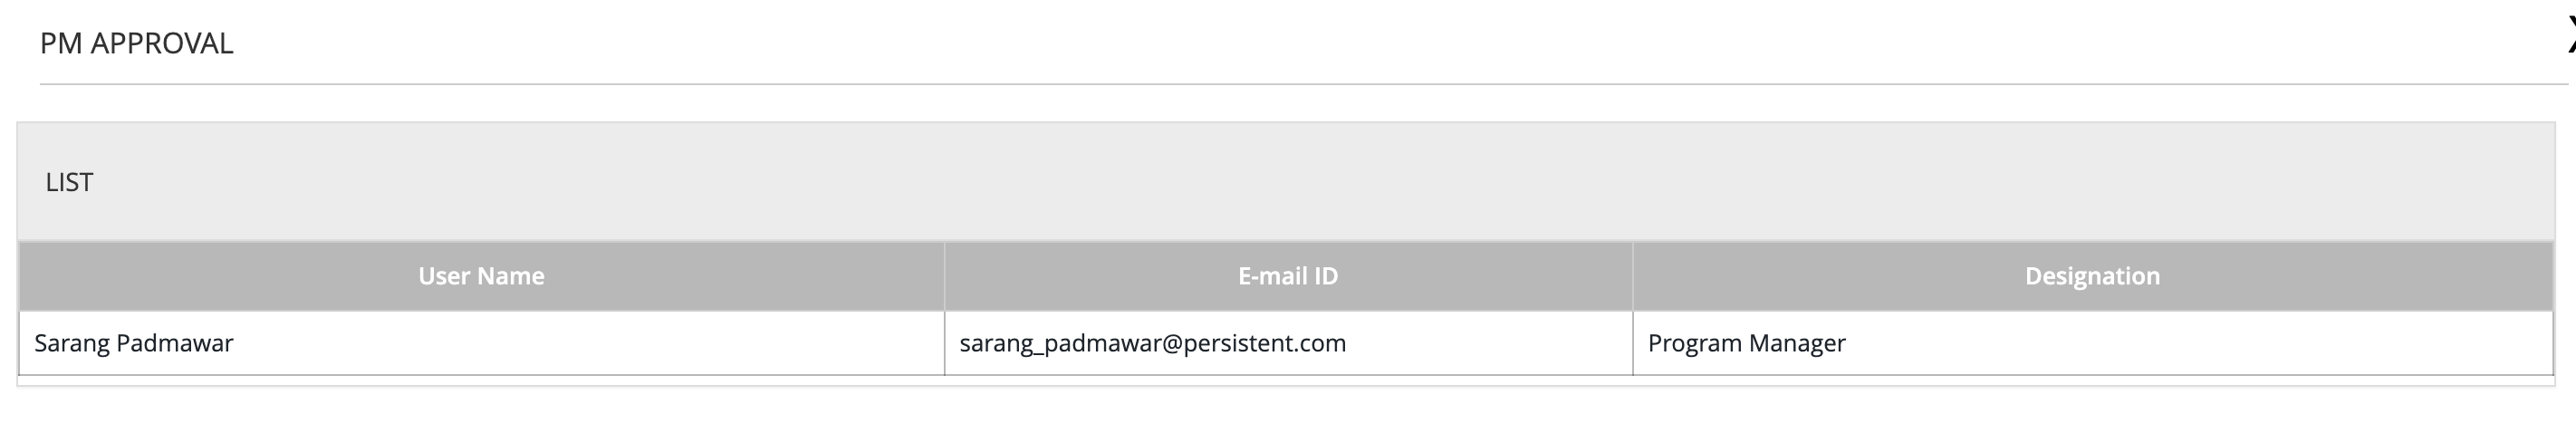 PM APPROVAL
LIST
User Name E-mail ID Designation
Sarang Padmawar sarang_padmawar@persistent.com Program Manager